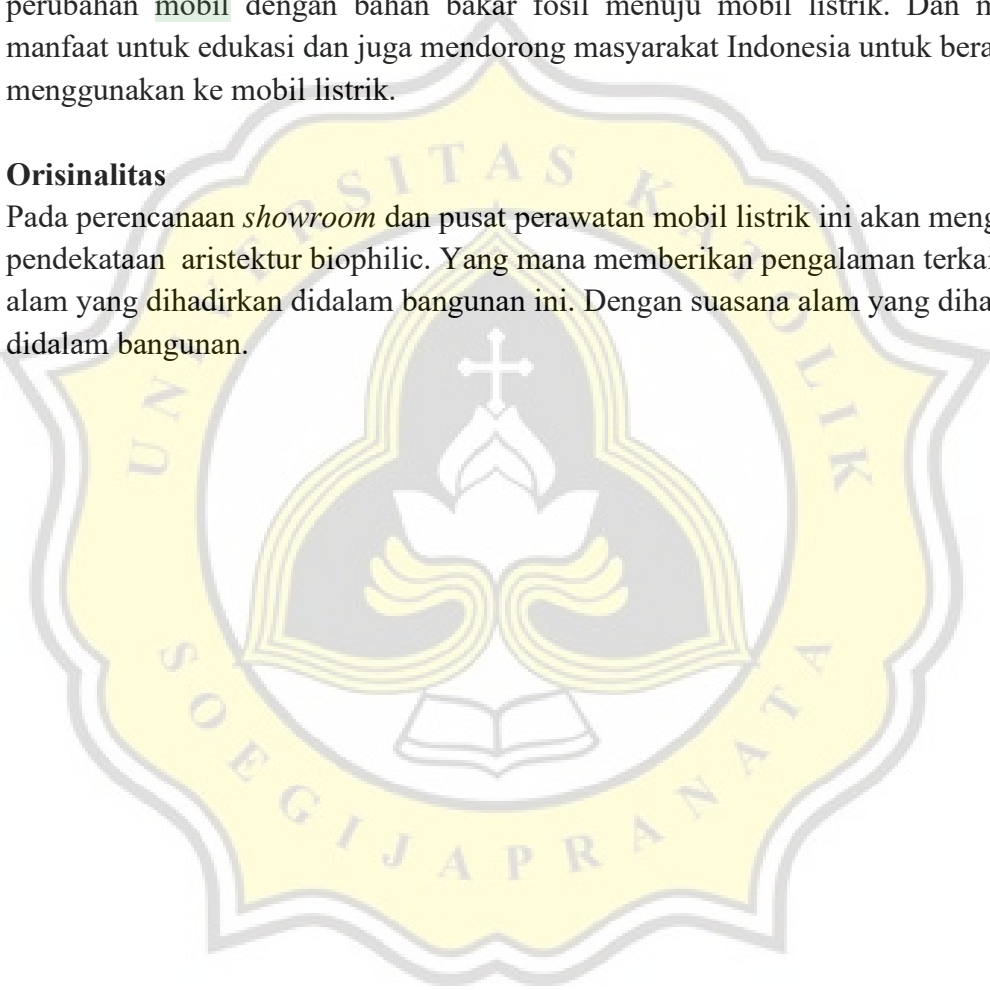 perubahan mobil dengan bahan bakar fosil menuju mobil listrik. Dan
manfaat untuk edukasi dan juga mendorong masyarakat Indonesia untuk
menggunakan ke mobil listrik.
Orisinalitas
Pada perencanaan showroom dan pusat perawatan mobil listrik ini akan
pendekataan aristektur biophilic. Yang mana memberikan pengalaman
alam yang dihadirkan didalam bangunan ini. Dengan suasana alam yang
didalam bangunan.
UNIVERSITAS KATOLIK
SOEGIJAPRANATA